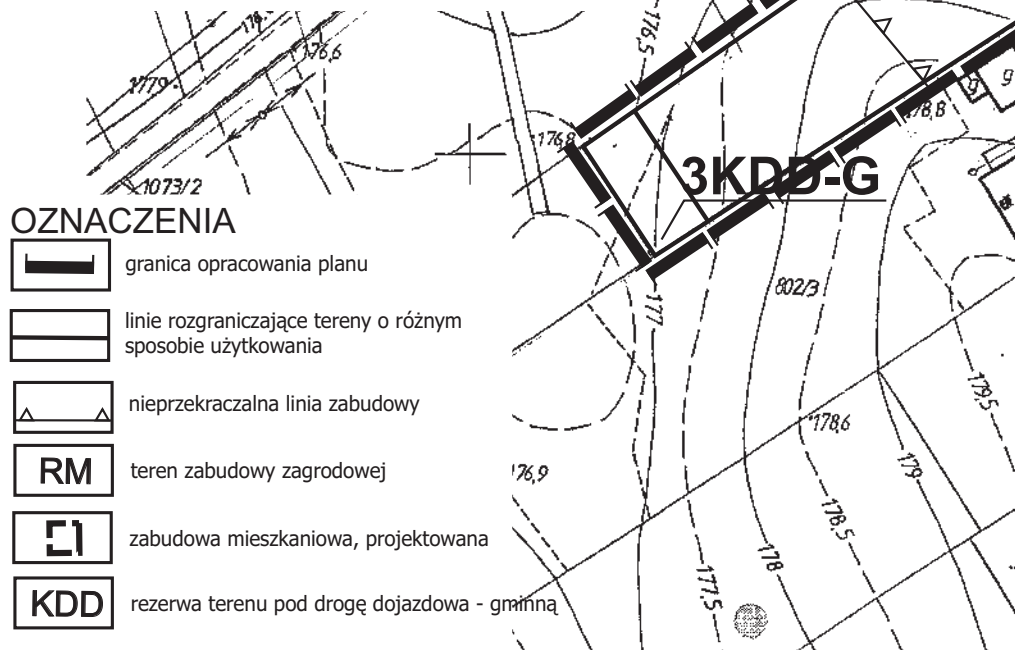 178,
176,6
1779
1073/2
176,5
176,8
178,8
g
g
3KDD-G
802/3
177
OZNACZENIA
granica opracowania planu
linie rozgraniczające tereny o różnym
sposobie użytkowania
nieprzekraczalna linia zabudowy
RM
teren zabudowy zagrodowej
zabudowa mieszkaniowa, projektowana
KDD
rezerwa terenu pod drogę dojazdowa - gminną
179,5
178,6
179
176,9
178,5
178
177,5